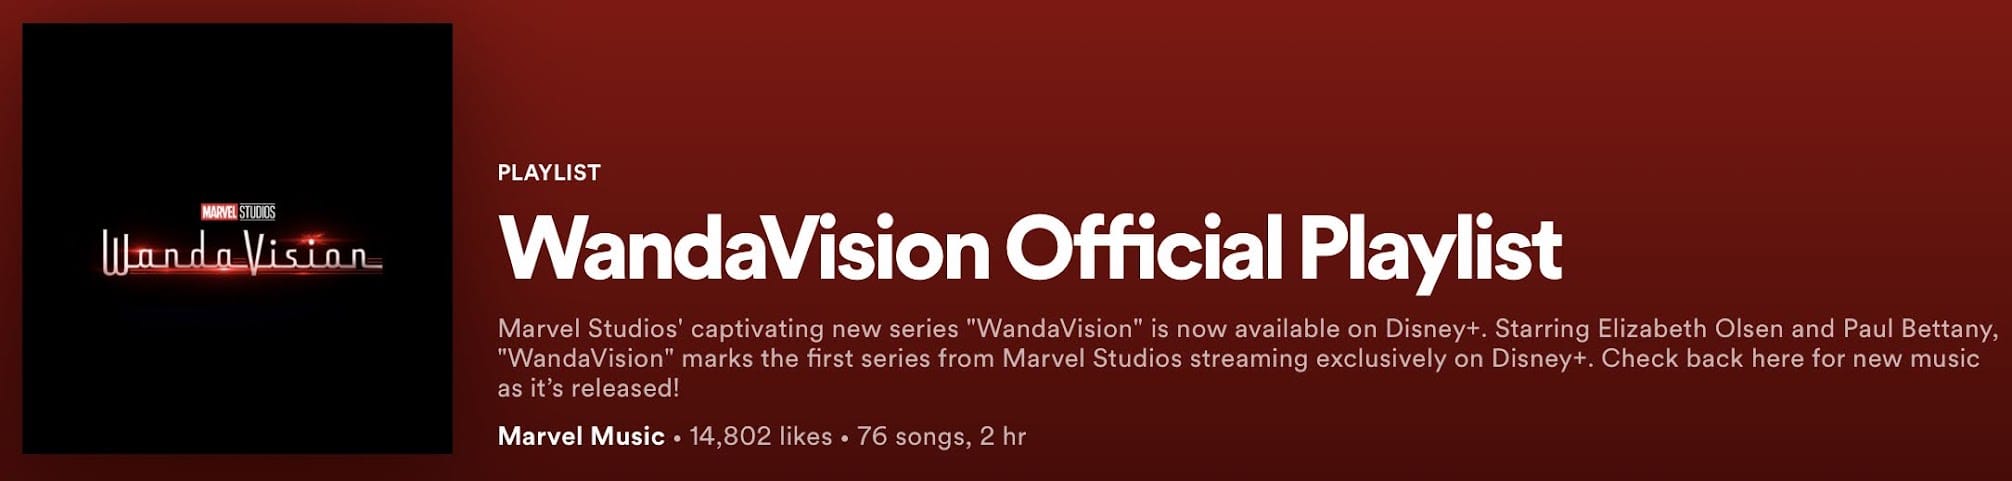 MARVEL STUDIOS
WandaVision
PLAYLIST
WandaVision Official Playlist
Marvel Studios' captivating new series "WandaVision" is now available on Disney+. Starring Elizabeth Olsen and Paul Bettany,
"WandaVision" marks the first series from Marvel Studios streaming exclusively on Disney+. Check back here for new music
as it’s released!
Marvel Music • 14,802 likes • 76 songs, 2 hr